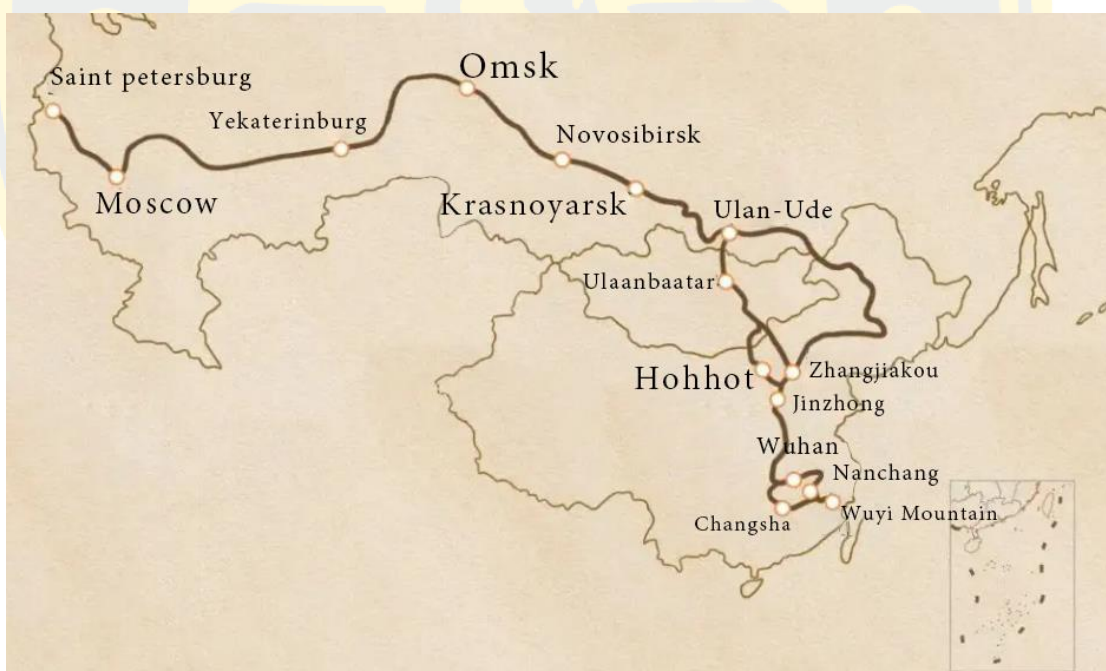 Saint petersburg
Omsk
Yekaterinburg
Novosibirsk
Moscow
Krasnoyarsk
Ulan-Ude
Ulaanbaatar
Hohhot
Zhangjiakou
Jinzhong
Wuhan
Nanchang
Changsha
Wuyi Mountain